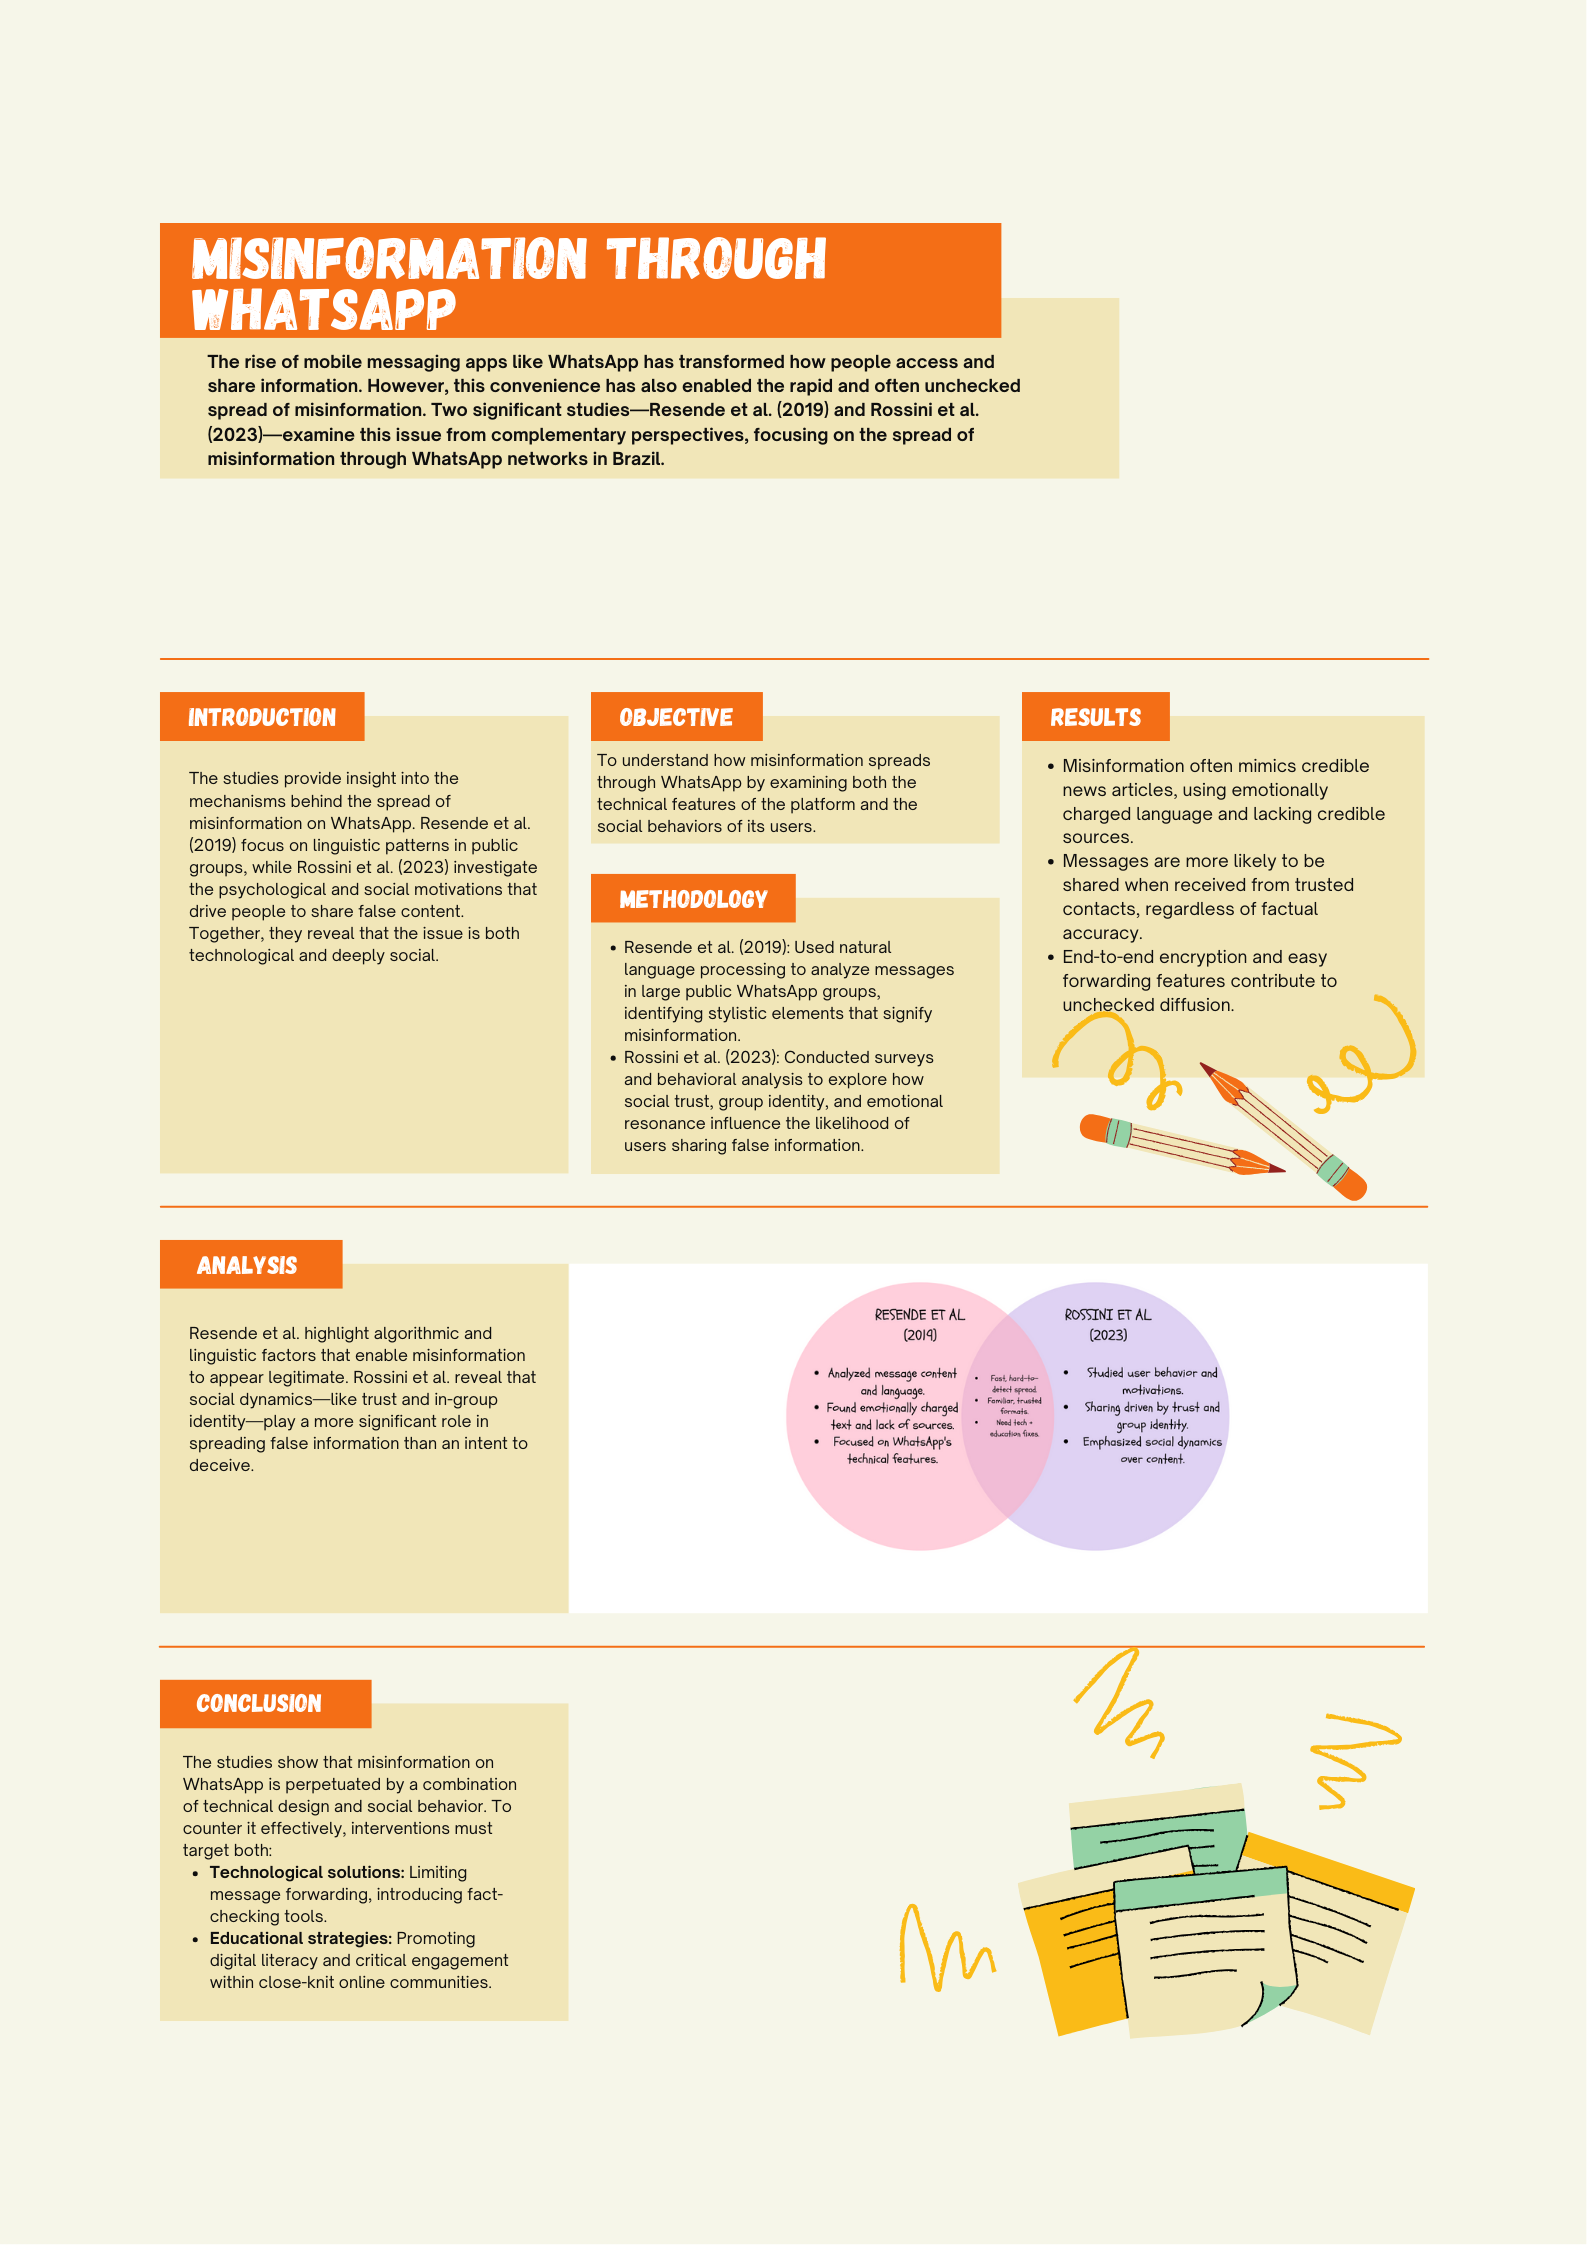 MISINFORMATION THROUGH
WHATSAPP
The rise of mobile messaging apps like WhatsApp has transformed how people access and
share information. However, this convenience has also enabled the rapid and often unchecked
spread of misinformation. Two significant studies—Resende et al. (2019) and Rossini et al.
(2023)—examine this issue from complementary perspectives, focusing on the spread of
misinformation through WhatsApp networks in Brazil.
INTRODUCTION
The studies provide insight into the
mechanisms behind the spread of
misinformation on WhatsApp. Resende et al.
(2019) focus on linguistic patterns in public
groups, while Rossini et al. (2023) investigate
the psychological and social motivations that
drive people to share false content.
Together, they reveal that the issue is both
technological and deeply social.
OBJECTIVE
To understand how misinformation spreads
through WhatsApp by examining both the
technical features of the platform and the
social behaviors of its users.
METHODOLOGY
• Resende et al. (2019): Used natural
language processing to analyze messages
in large public WhatsApp groups,
identifying stylistic elements that signify
misinformation.
• Rossini et al. (2023): Conducted surveys
and behavioral analysis to explore how
social trust, group identity, and emotional
resonance influence the likelihood of
users sharing false information.
RESULTS
• Misinformation often mimics credible
news articles, using emotionally
charged language and lacking credible
sources.
• Messages are more likely to be
shared when received from trusted
contacts, regardless of factual
accuracy.
• End-to-end encryption and easy
forwarding features contribute to
unchecked diffusion.
ANALYSIS
Resende et al. highlight algorithmic and
linguistic factors that enable misinformation
to appear legitimate. Rossini et al. reveal that
social dynamics—like trust and in-group
identity—play a more significant role in
spreading false information than an intent to
deceive.
RESENDE ET AL
(2019)
• Analyzed message content
and language.
• Found emotionally charged
text and lack of sources.
• Focused on WhatsApp's
technical features.
• Fast, hard-to-
detect spread.
• Familiar, trusted
formats.
• Need tech +
education fixes.
ROSSINI ET AL
(2023)
• Studied user behavior and
motivations.
• Sharing driven by trust and
group identity.
• Emphasized social dynamics
over content.
CONCLUSION
The studies show that misinformation on
WhatsApp is perpetuated by a combination
of technical design and social behavior. To
counter it effectively, interventions must
target both:
• Technological solutions: Limiting
message forwarding, introducing fact-
checking tools.
• Educational strategies: Promoting
digital literacy and critical engagement
within close-knit online communities.